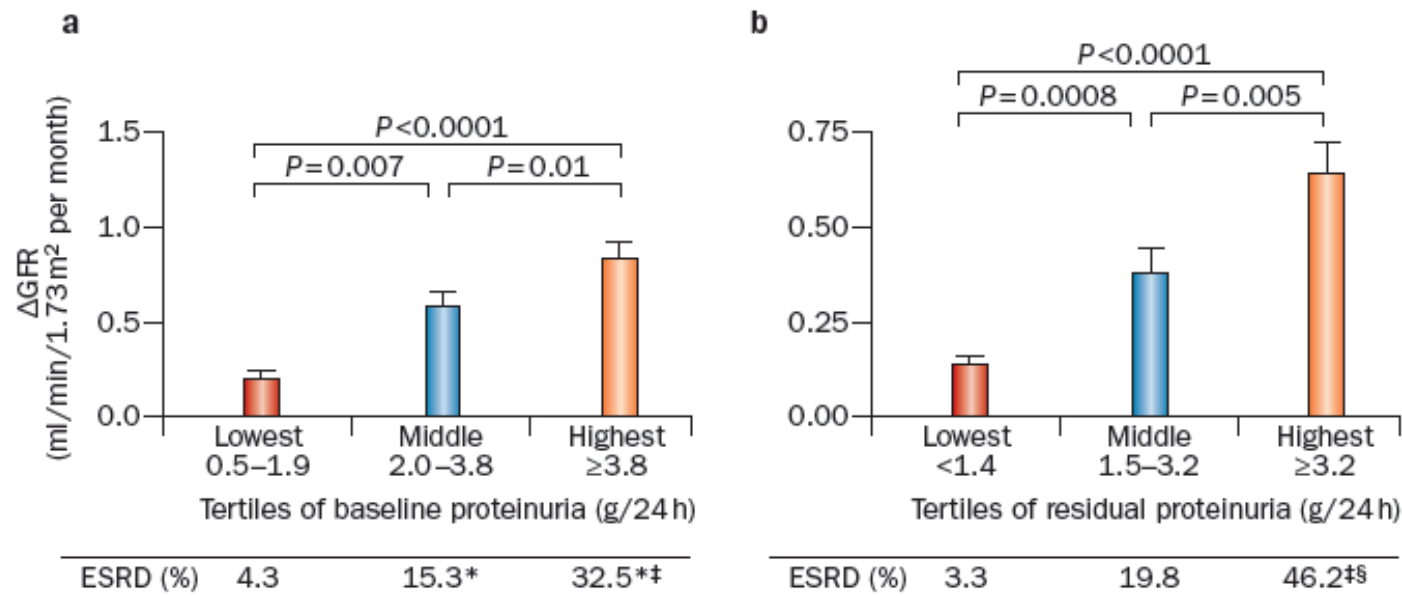 a
P<0.0001
P=0.007
P=0.01
ΔGFR
(ml/min/1.73 m² per month)
1.5
1.0
0.5
0.0
Lowest Middle Highest
0.5–1.9 2.0–3.8 ≥3.8
Tertiles of baseline proteinuria (g/24 h)
ESRD (%) 4.3 15.3* 32.5*‡
b
P<0.0001
P=0.0008
P=0.005
0.75
0.50
0.25
0.00
Lowest Middle Highest
<1.4 1.5–3.2 ≥3.2
Tertiles of residual proteinuria (g/24 h)
ESRD (%) 3.3 19.8 46.2‡§